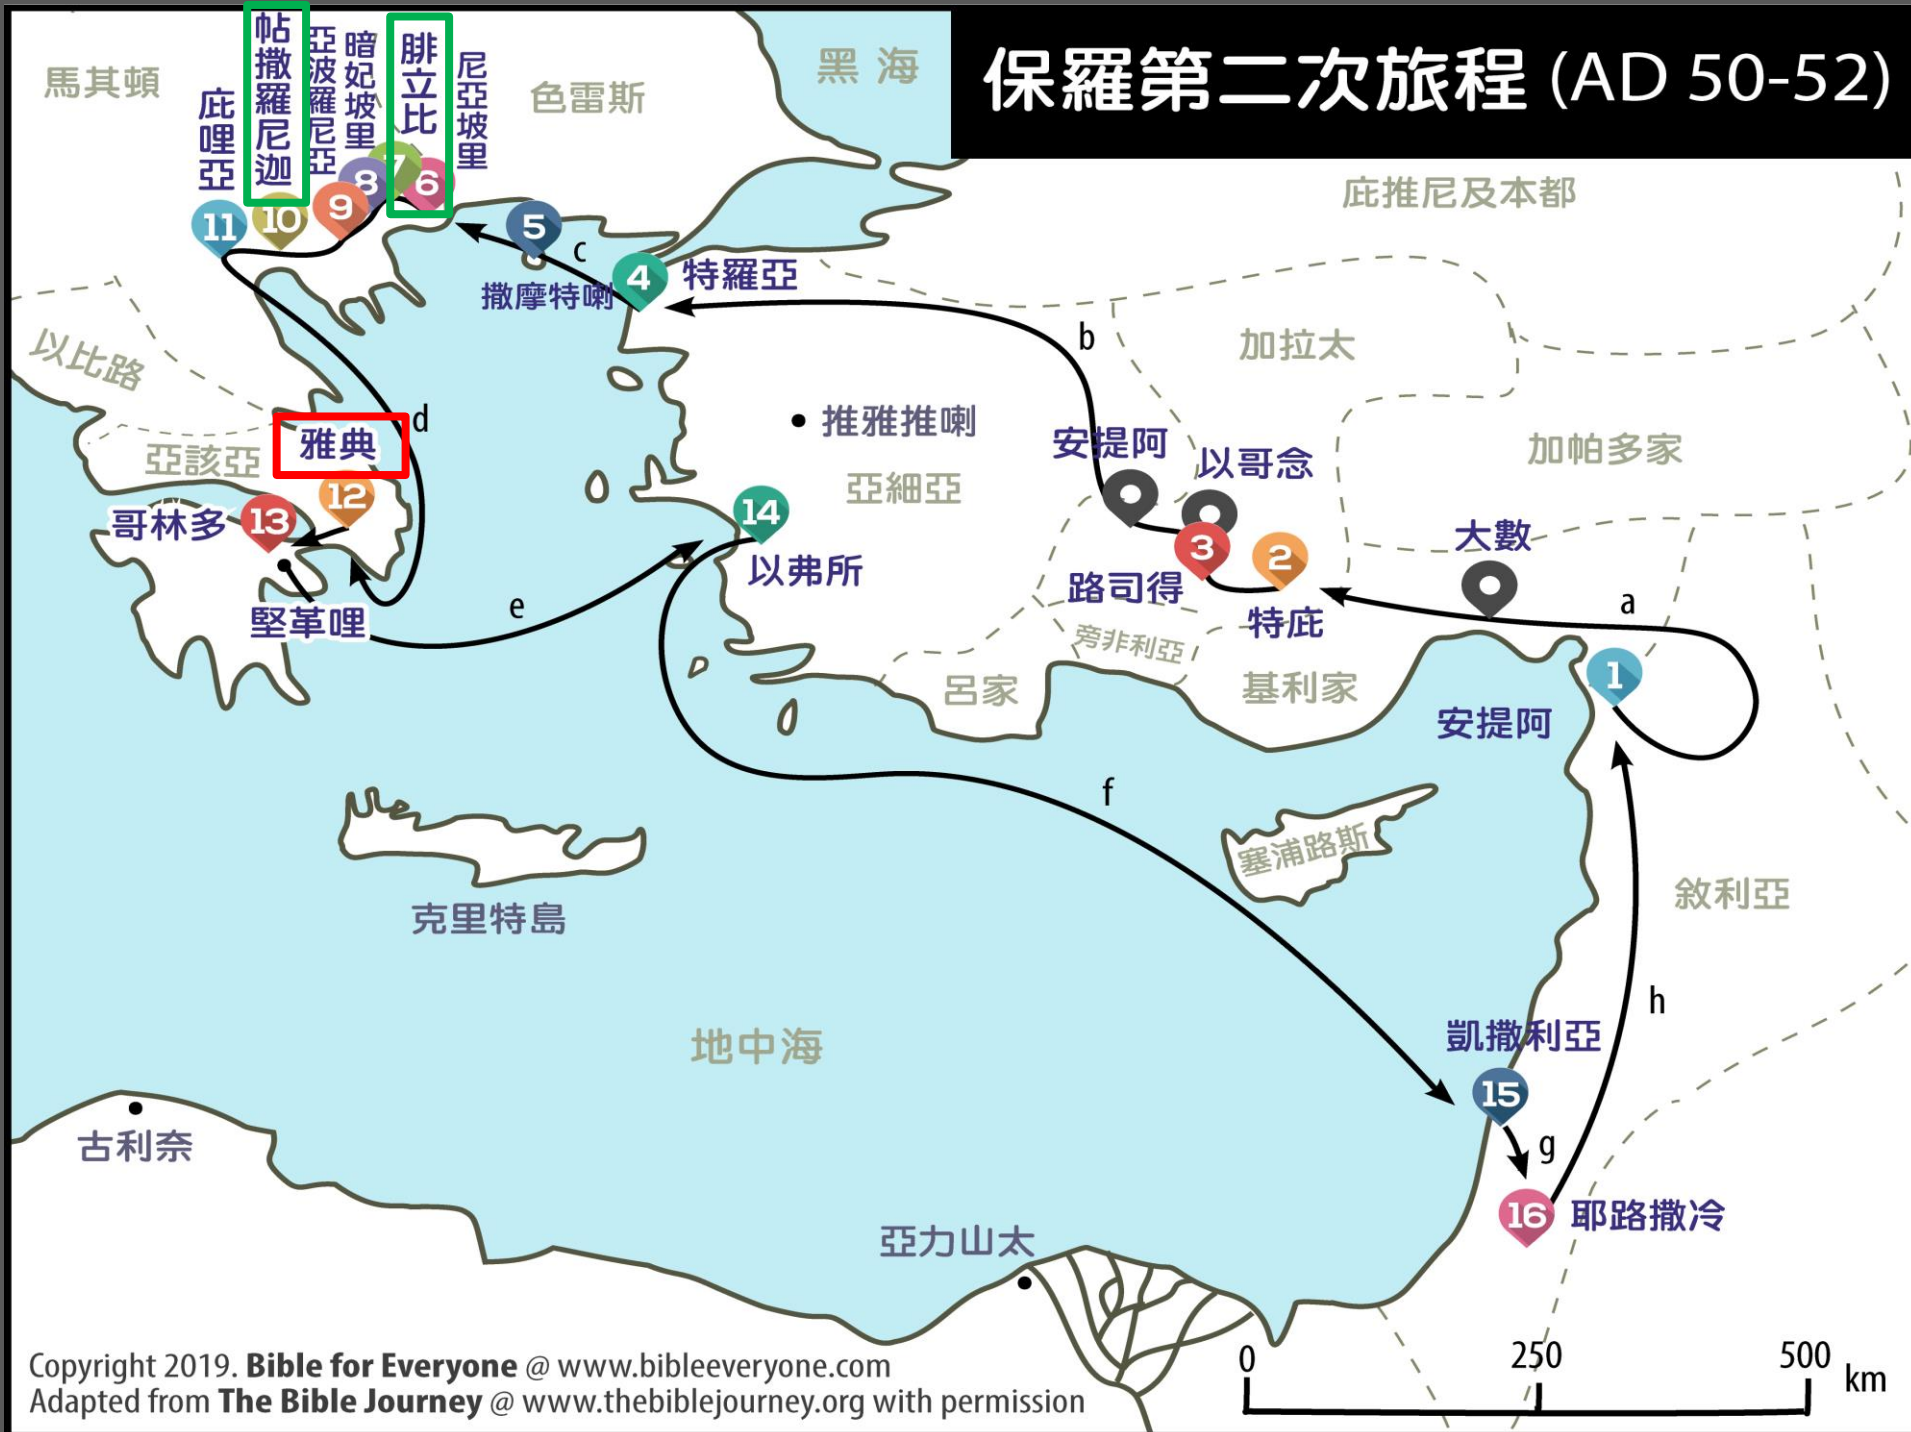 保羅第二次旅程 (AD 50-52)
馬其頓
庇哩亞
帖撒羅尼迦
亞波羅尼亞
暗妃坡里
腓立比
尼亞坡里
色雷斯
黑海
庇推尼及本都
11
10
9
8
7
6
5
c
4
撒摩特喇
特羅亞
b
加拉太
以比路
d
推雅推喇
雅典
亞該亞
安提阿
以哥念
加帕多家
亞細亞
12
13
哥林多
14
以弗所
3
2
路司得
特庇
大數
a
堅革哩
e
旁非利亞
呂家
基利家
1
安提阿
f
塞浦路斯
克里特島
敘利亞
地中海
h
凱撒利亞
15
g
16
耶路撒冷
古利奈
亞力山太
0
250
500
km
Copyright 2019. Bible for Everyone @ www.bibleeveryone.com
Adapted from The Bible Journey @ www.thebiblejourney.org with permission